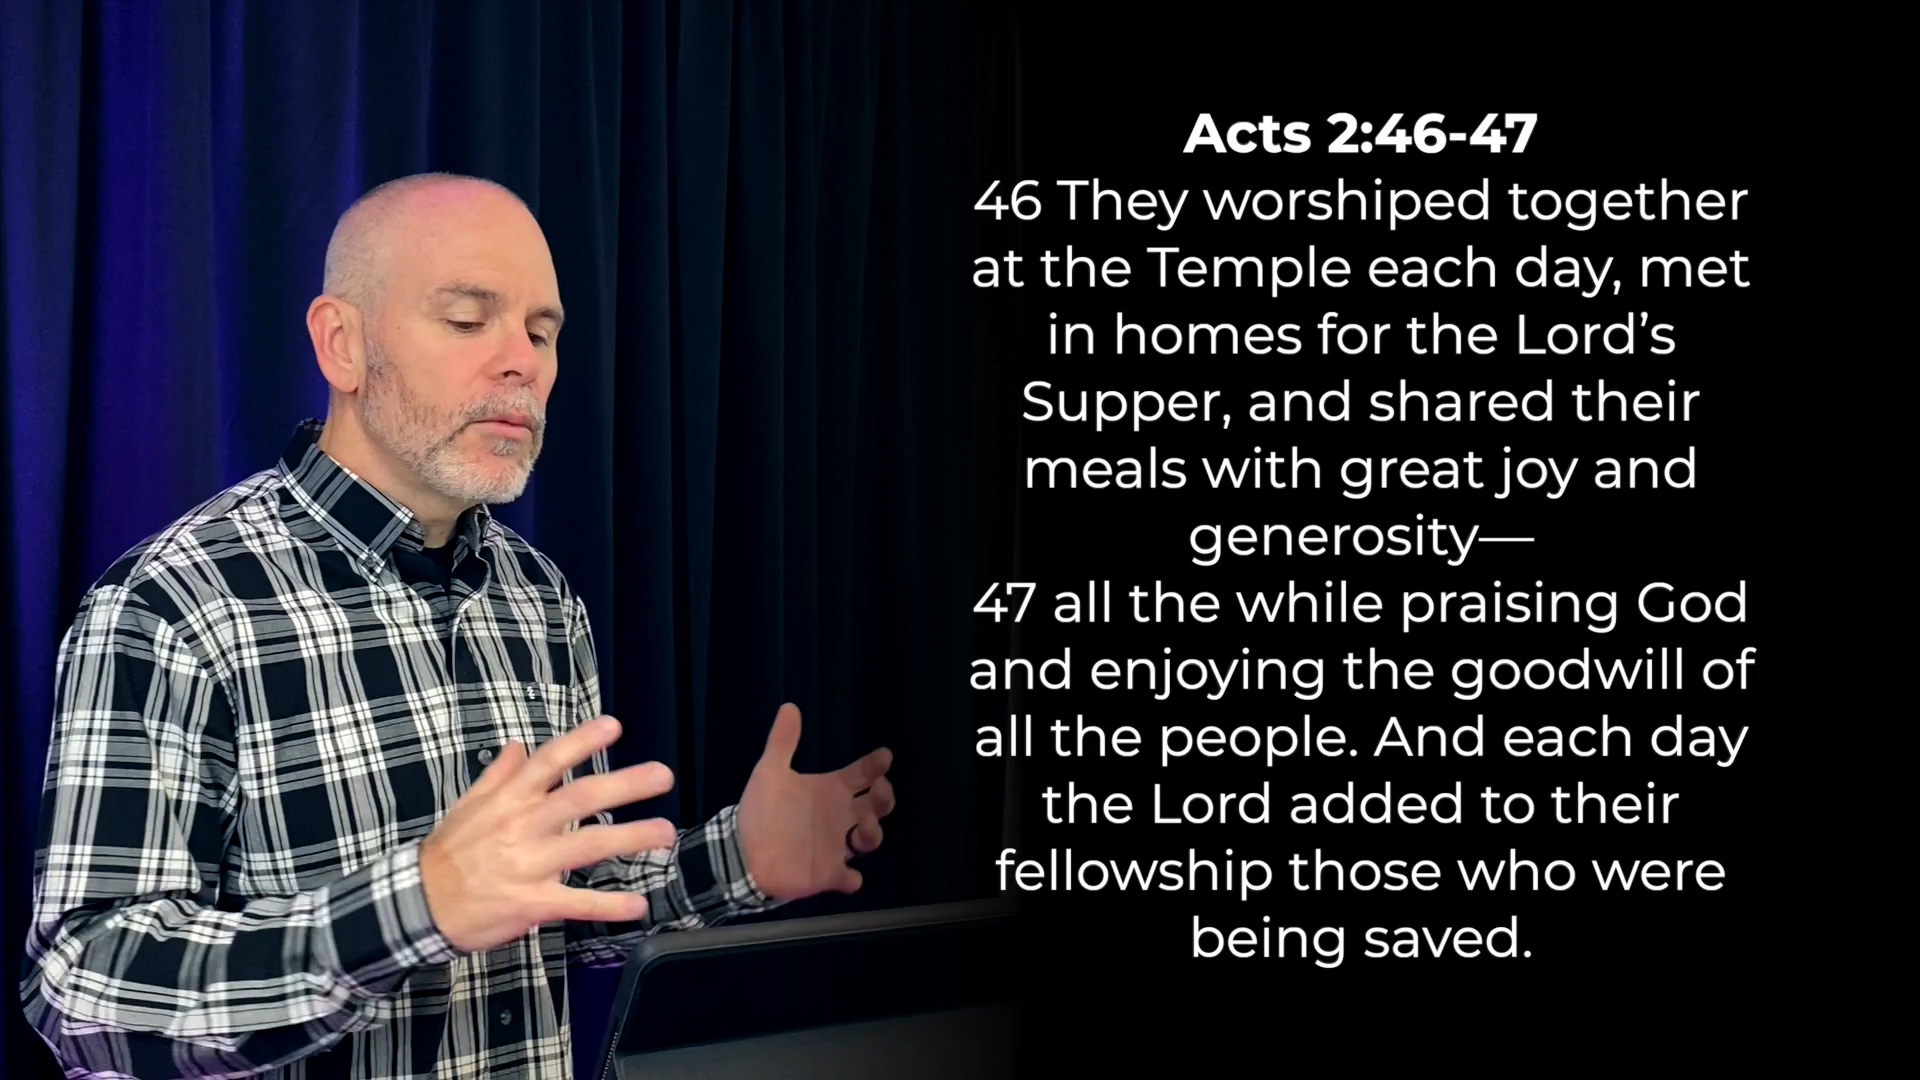 Acts 2:46-47
46 They worshiped together
at the Temple each day, met
in homes for the Lord’s
Supper, and shared their
meals with great joy and
generosity—
47 all the while praising God
and enjoying the goodwill of
all the people. And each day
the Lord added to their
fellowship those who were
being saved.